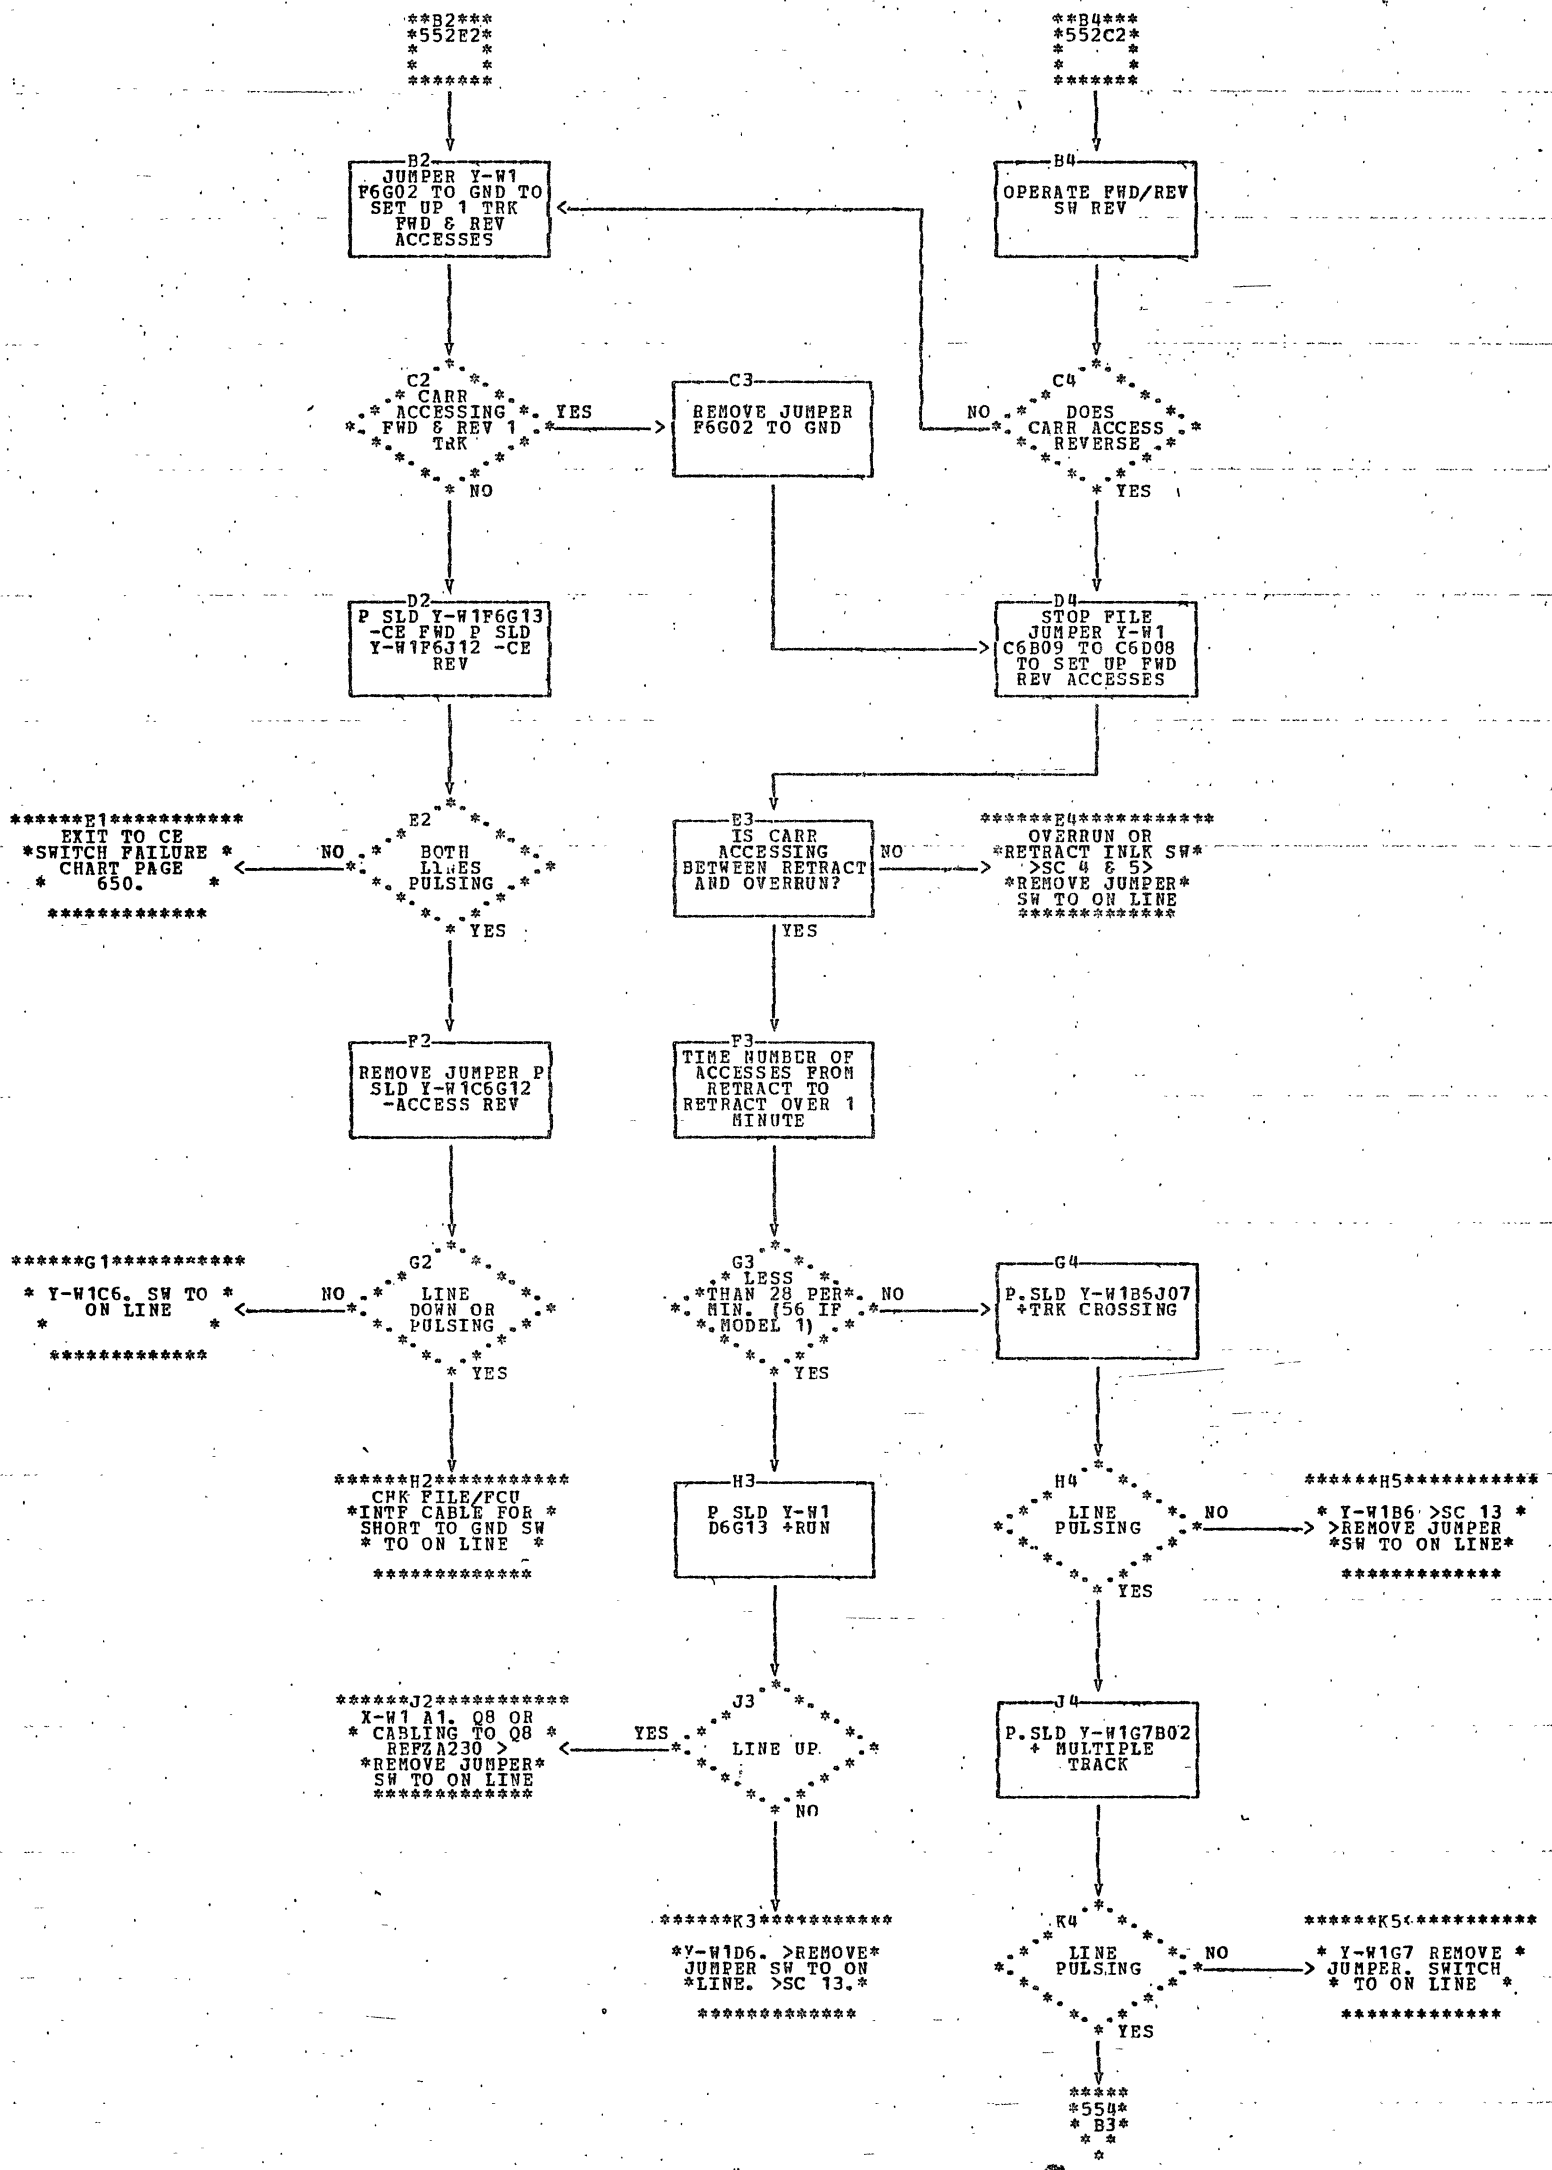 **B2***
*552E2*
*     *
*     *
*******
**B4***
*552C2*
*     *
*     *
*******
B2
JUMPER Y-W1
F6G02 TO GND TO
SET UP 1 TRK
FWD & REV
ACCESSES
B4
OPERATE FWD/REV
SW REV
C2
CARR
ACCESSING
FWD & REV 1
TRK
YES
NO
C3
REMOVE JUMPER
F6G02 TO GND
C4
DOES
CARR ACCESS
REVERSE
NO
YES
D2
P SLD Y-W1F6G13
-CE FWD P SLD
Y-W1F6J12 -CE
REV
D4
STOP FILE
JUMPER Y-W1
C6B09 TO C6D08
TO SET UP FWD
REV ACCESSES
******E1***********
EXIT TO CE
*SWITCH FAILURE *
CHART PAGE
* 650. *
*************
E2
BOTH
LINES
PULSING
NO
YES
E3
IS CARR
ACCESSING
BETWEEN RETRACT
AND OVERRUN?
NO
YES
******E4***********
OVERRUN OR
*RETRACT INLK SW*
>SC 4 & 5>
*REMOVE JUMPER*
SW TO ON LINE
*************
F2
REMOVE JUMPER P
SLD Y-W1C6G12
-ACCESS REV
F3
TIME NUMBER OF
ACCESSES FROM
RETRACT TO
RETRACT OVER 1
MINUTE
******G1***********
* Y-W1C6. SW TO *
ON LINE
* *
*************
G2
LINE
DOWN OR
PULSING
NO
YES
G3
LESS
THAN 28 PER
MIN. (56 IF
MODEL 1)
NO
YES
G4
P.SLD Y-W1B6J07
+TRK CROSSING
******H2***********
CHK FILE/FCU
*INTF CABLE FOR *
SHORT TO GND SW
* TO ON LINE *
*************
H3
P SLD Y-W1
D6G13 +RUN
H4
LINE
PULSING
NO
YES
******H5***********
* Y-W1B6 >SC 13 *
>REMOVE JUMPER
*SW TO ON LINE*
*************
******J2***********
X-W1 A1. Q8 OR
* CABLING TO Q8 *
REFZA230 >
*REMOVE JUMPER*
SW TO ON LINE
*************
J3
LINE UP
YES
NO
J4
P.SLD Y-W1G7B02
+ MULTIPLE
TRACK
******K3***********
*Y-W1D6. >REMOVE*
JUMPER SW TO ON
*LINE. >SC 13.*
*************
K4
LINE
PULSING
NO
YES
******K5***********
* Y-W1G7 REMOVE *
JUMPER. SWITCH
* TO ON LINE *
*************
*****
*554*
* B3*
* *
*